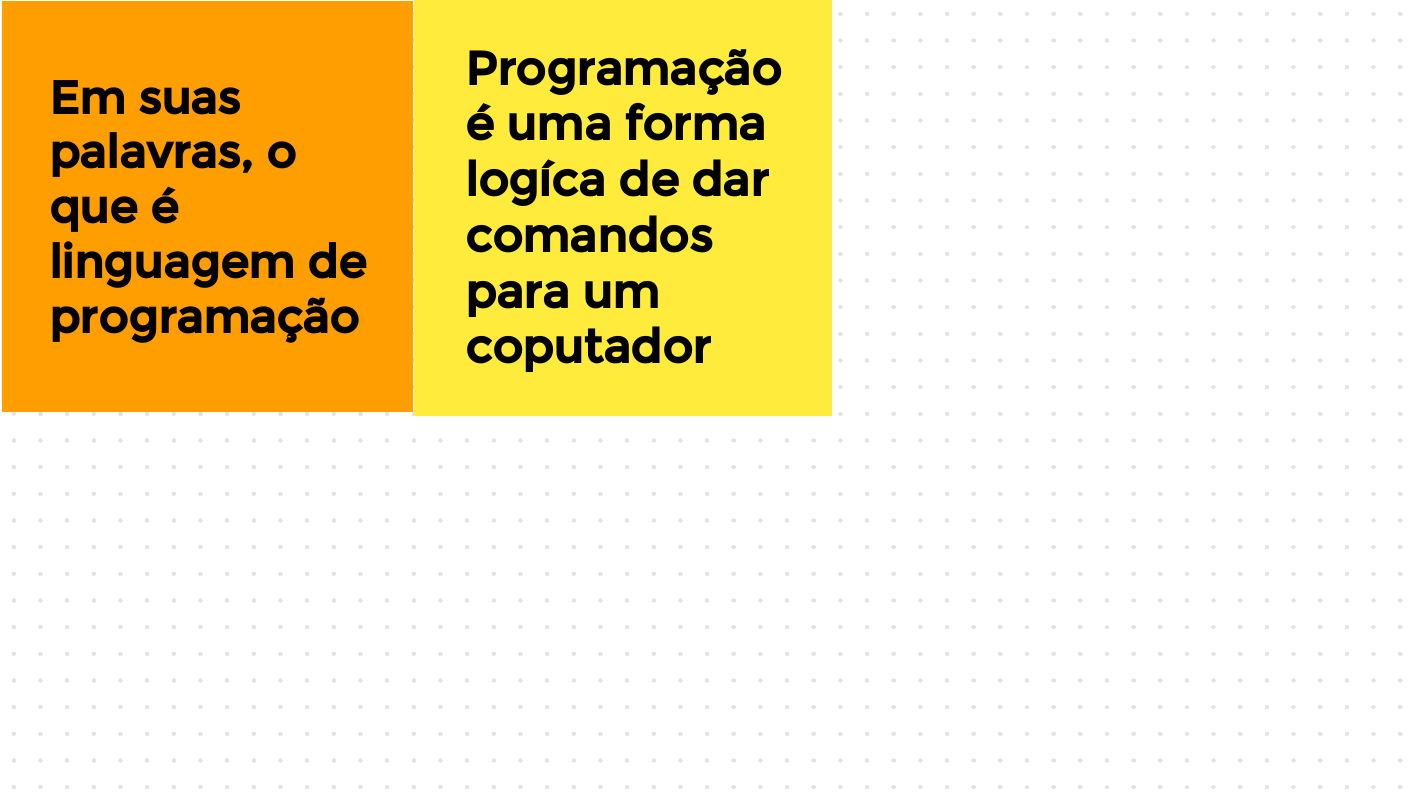 Em suas
palavras, o
que é
linguagem de
programação
Programação
é uma forma
logíca de dar
comandos
para um
coputador